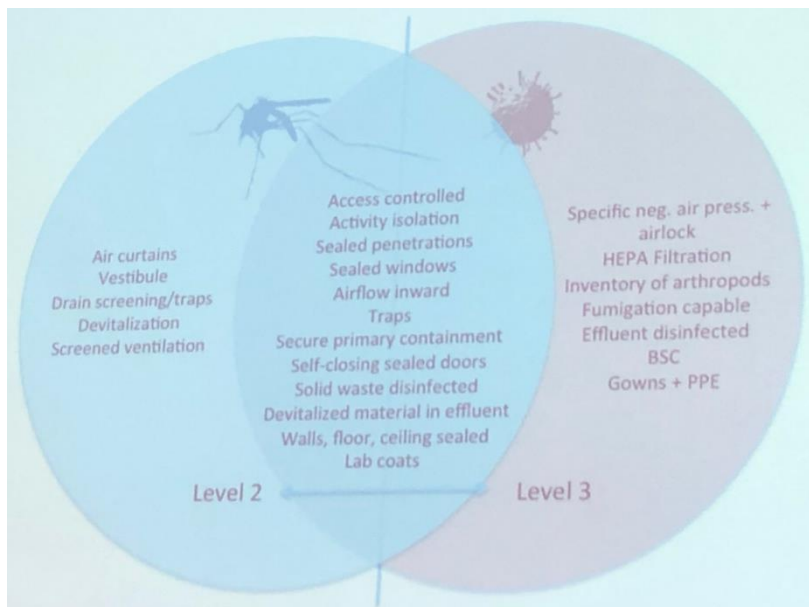 Air curtains
Vestibule
Drain screening/traps
Devitalization
Screened ventilation
Access controlled
Activity isolation
Sealed penetrations
Sealed windows
Airflow inward
Traps
Secure primary containment
Self-closing sealed doors
Solid waste disinfected
Devitalized material in effluent
Walls, floor, ceiling sealed
Lab coats
Specific neg. air press. +
airlock
HEPA Filtration
Inventory of arthropods
Fumigation capable
Effluent disinfected
BSC
Gowns + PPE
Level 2
Level 3